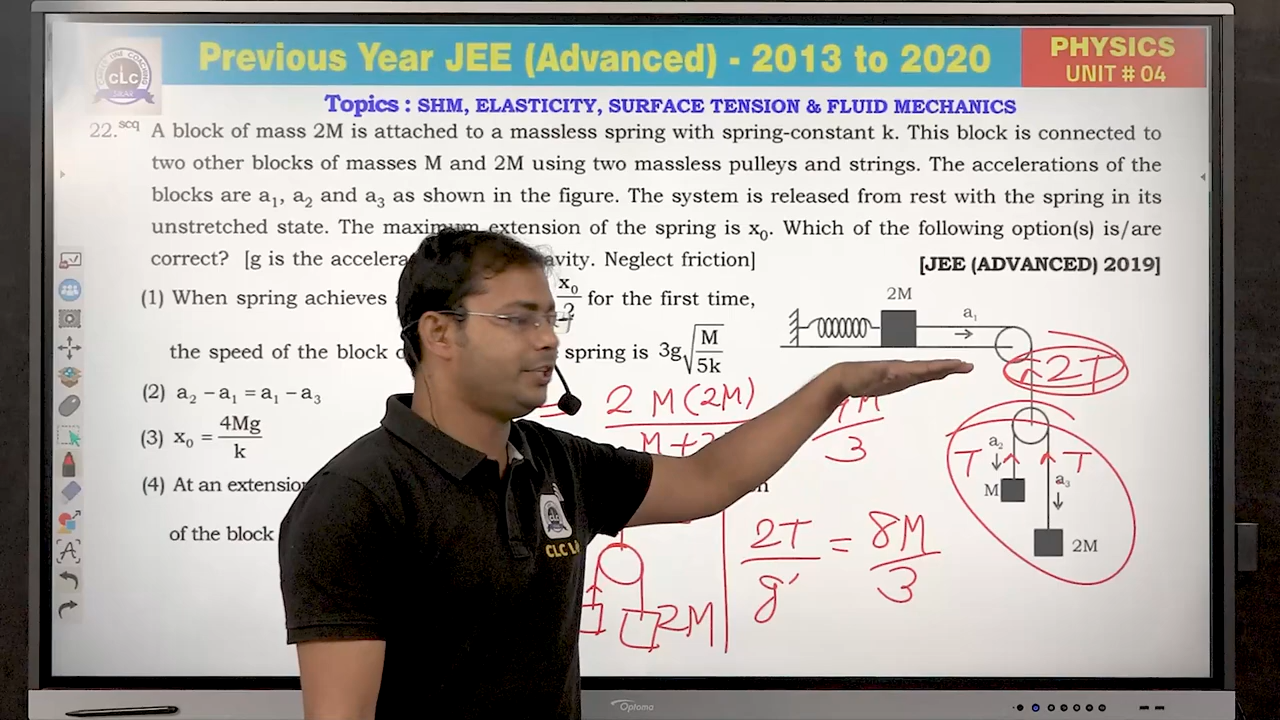 Previous Year JEE (Advanced) - 2013 to 2020
PHYSICS
UNIT # 04
CLC
SIKAR
Topics : SHM, ELASTICITY, SURFACE TENSION & FLUID MECHANICS
22.scq A block of mass 2M is attached to a massless spring with spring-constant k. This block is connected to
two other blocks of masses M and 2M using two massless pulleys and strings. The accelerations of the
blocks are a₁, a₂ and a₃ as shown in the figure. The system is released from rest with the spring in its
unstretched state. The maximum extension of the spring is x₀. Which of the following option(s) is/are
correct? [g is the accelera avity. Neglect friction]
[JEE (ADVANCED) 2019]
(1) When spring achieves x₀/2 for the first time,
the speed of the block spring is 3g√(M/5k)
(2) a₂ – a₁ = a₁ – a₃
(3) x₀ = 4Mg/k
(4) At an extension
of the block
2M
a₁
2T
a₂
T
T
a₃
M
2M
= 2 M(2M)
M + 2
M
3
2T/g' = 8M/3
2M
CLC
Optoma